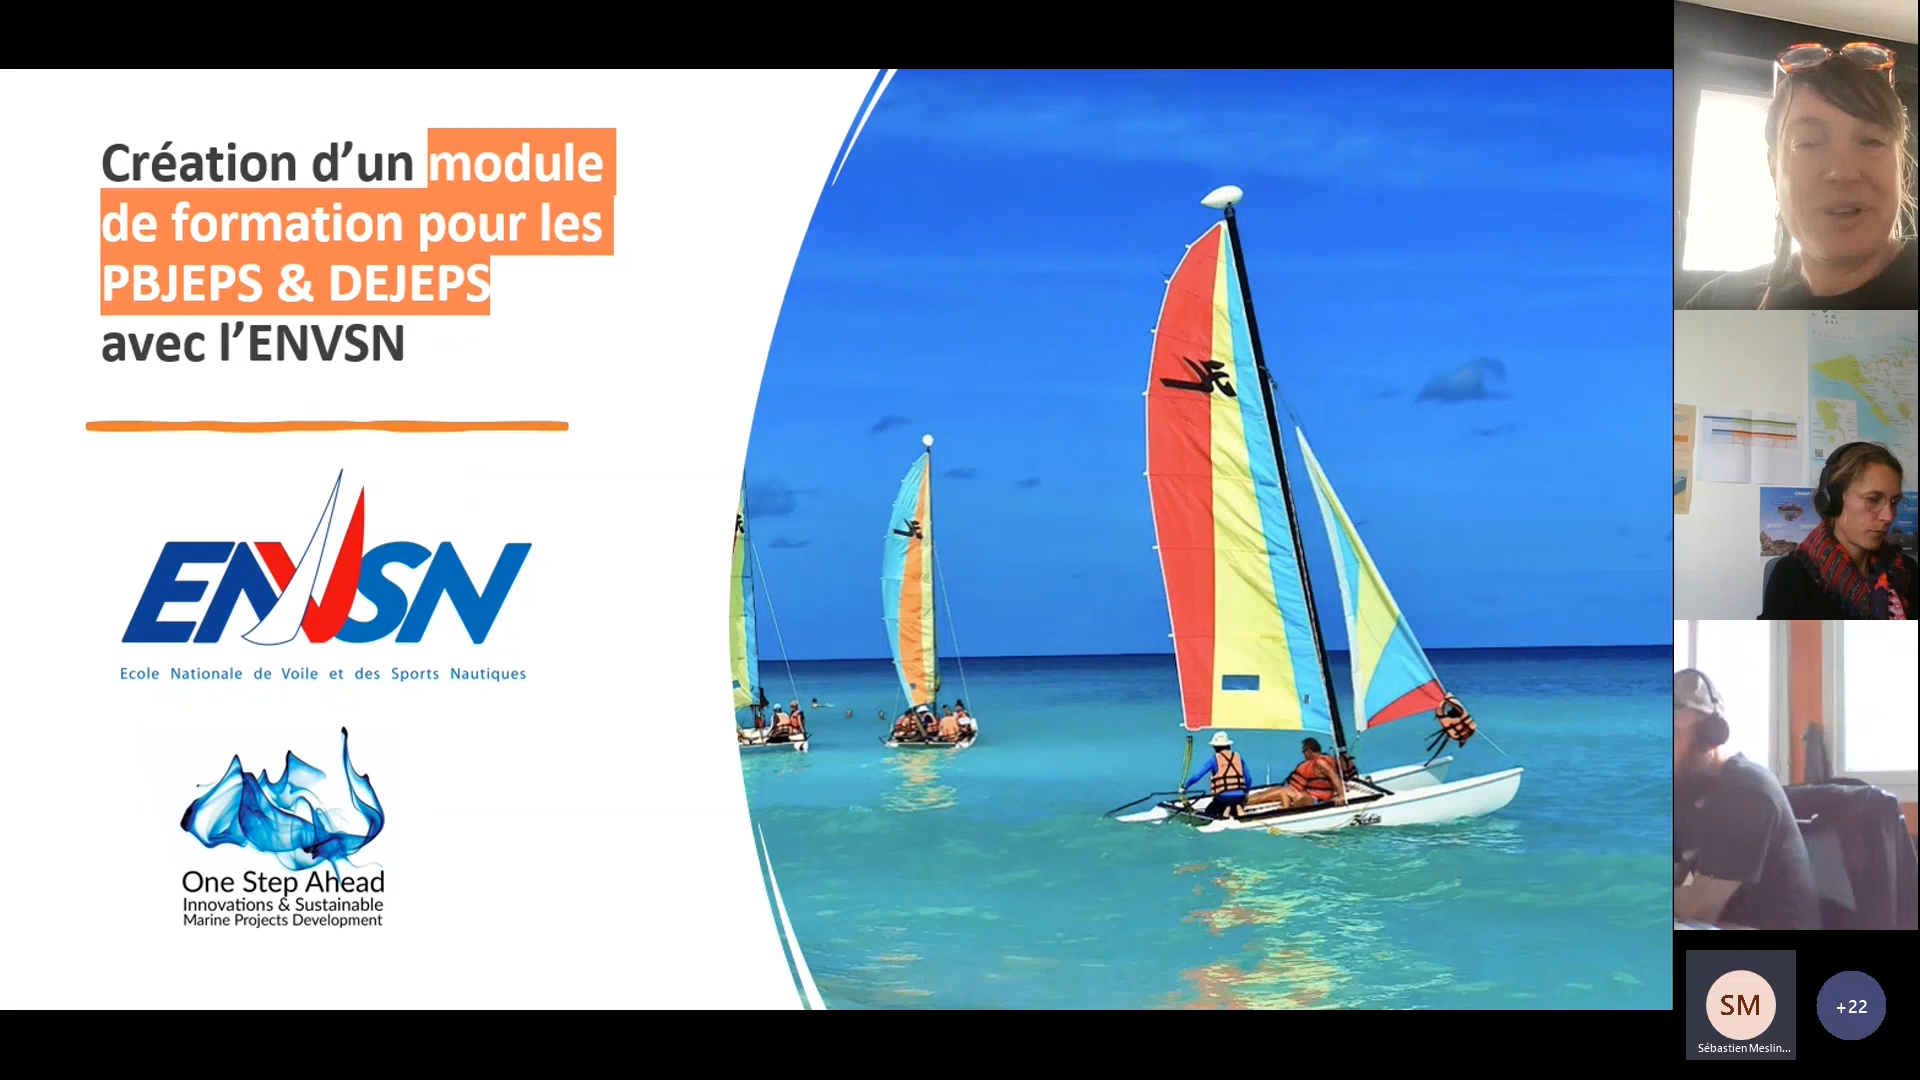 Création d’un module
de formation pour les
PBJEPS & DEJEPS
avec l’ENVSN
ENVSN
Ecole Nationale de Voile et des Sports Nautiques
One Step Ahead
Innovations & Sustainable
Marine Projects Development
Hobie
SM
Sébastien Meslin...
+22